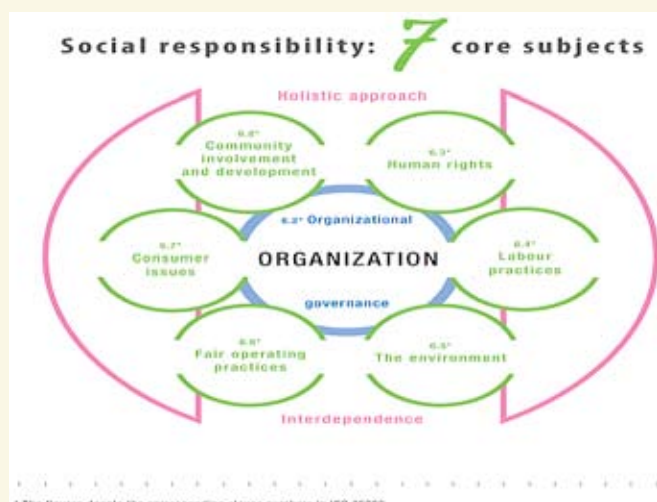 Social responsibility: 7 core subjects
Holistic approach
6.8*
Community
involvement
and development
6.3*
Human rights
6.2* Organizational
6.7*
Consumer
issues
ORGANIZATION
6.4*
Labour
practices
governance
6.6*
Fair operating
practices
6.5*
The environment
Interdependence